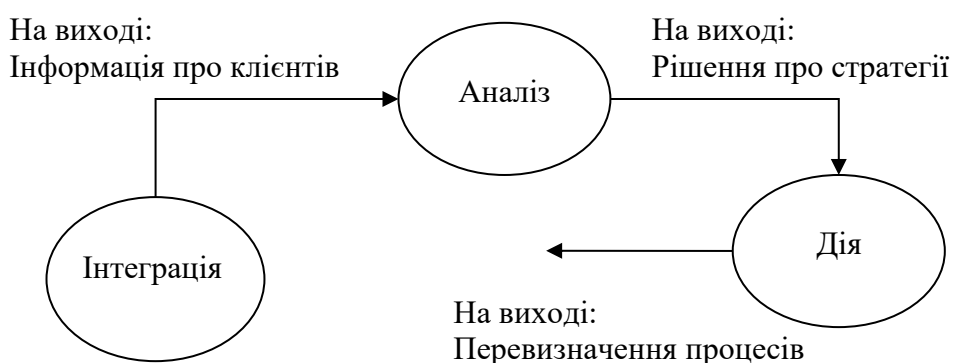 На виході:
Інформація про клієнтів
Аналіз
На виході:
Рішення про стратегії
Інтеграція
Дія
На виході:
Перевизначення процесів